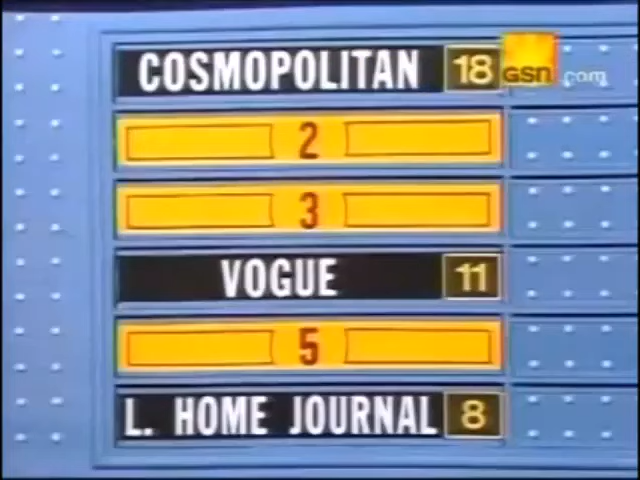 COSMOPOLITAN 18
GSN.com
2
3
VOGUE 11
5
L. HOME JOURNAL 8